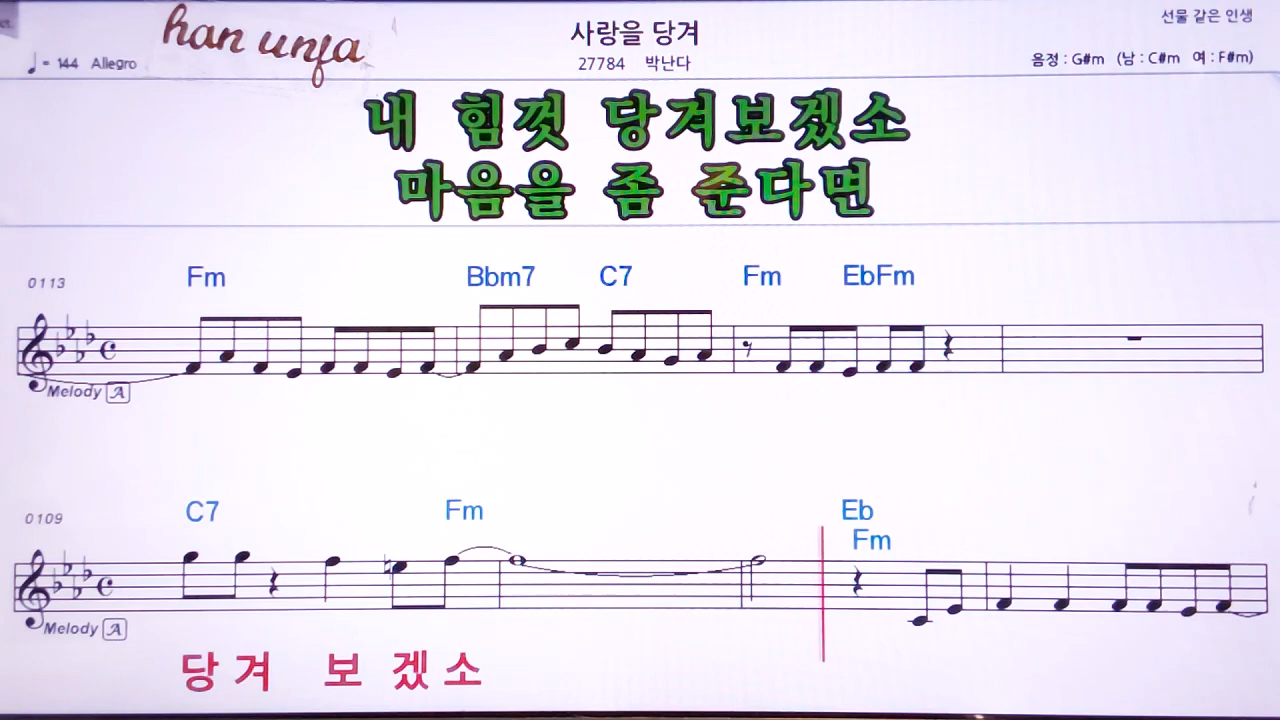 han unja
사랑을 당겨
선물 같은 인생
♩= 144 Allegro
27784 박난다
음정 : G#m (남 : C#m 여 : F#m)
내 힘껏 당겨보겠소
마음을 좀 준다면
0113
Fm Bbm7 C7 Fm EbFm
Melody A
0109
C7 Fm Eb
Fm
Melody A
당겨 보겠소